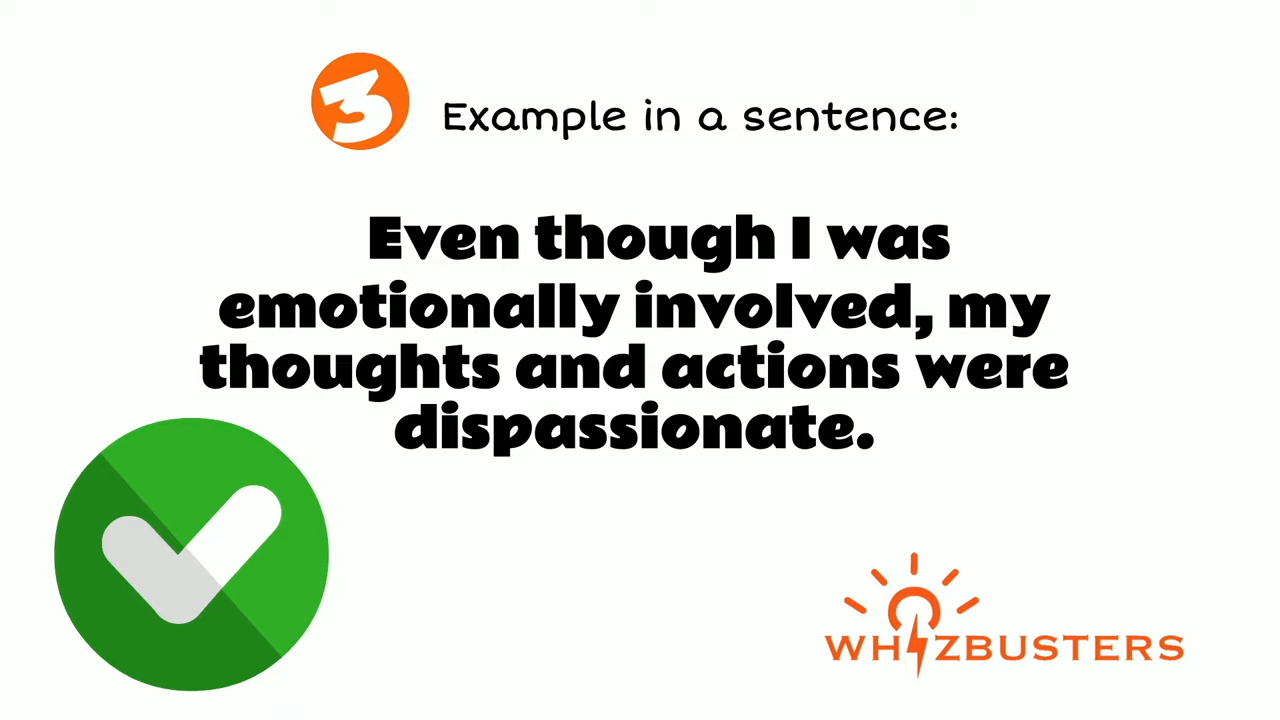 3 Example in a sentence:
Even though I was
emotionally involved, my
thoughts and actions were
dispassionate.
WHIZBUSTERS